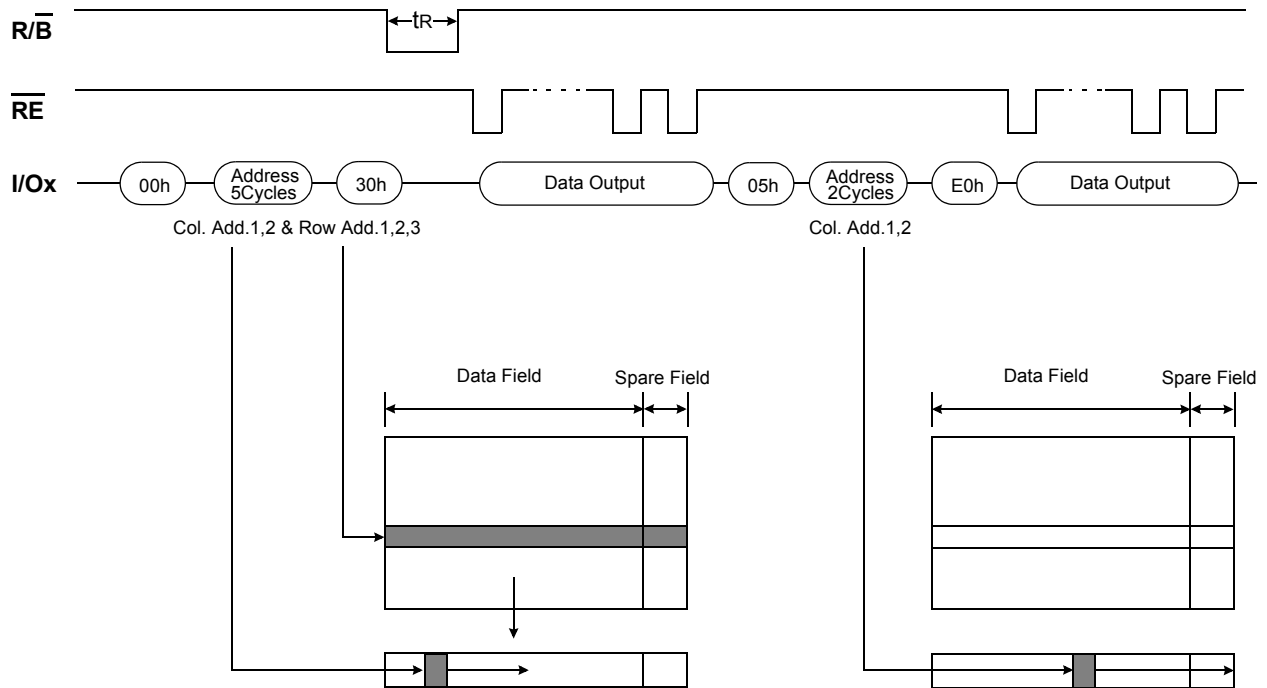 R/B̅
tR
R̅E̅
I/Ox
00h
Address
5Cycles
30h
Data Output
05h
Address
2Cycles
E0h
Data Output
Col. Add.1,2 & Row Add.1,2,3
Col. Add.1,2
Data Field
Spare Field
Data Field
Spare Field